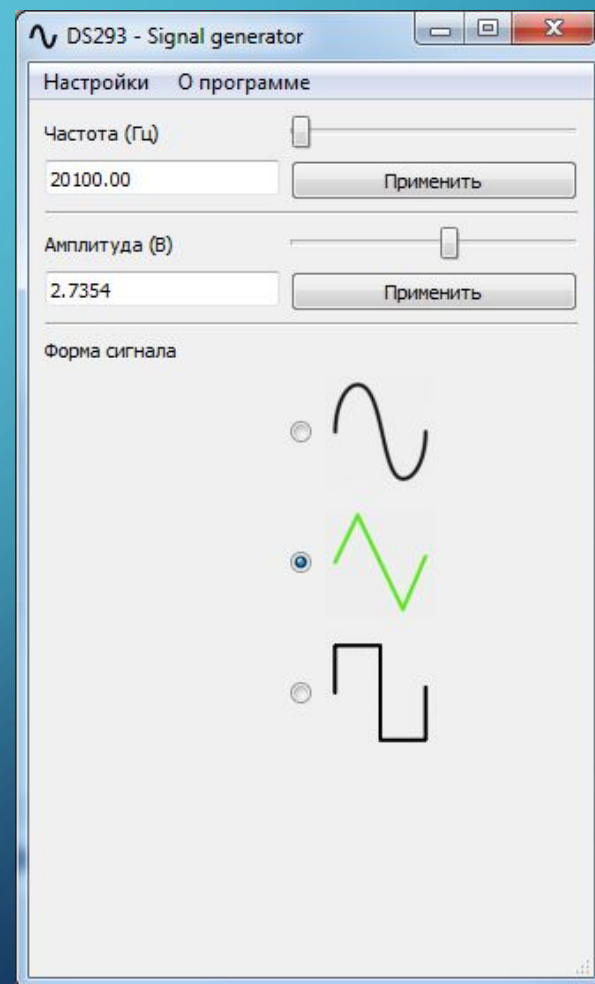 DS293 - Signal generator
Настройки О программе
Частота (Гц)
20100.00 Применить
Амплитуда (В)
2.7354 Применить
Форма сигнала